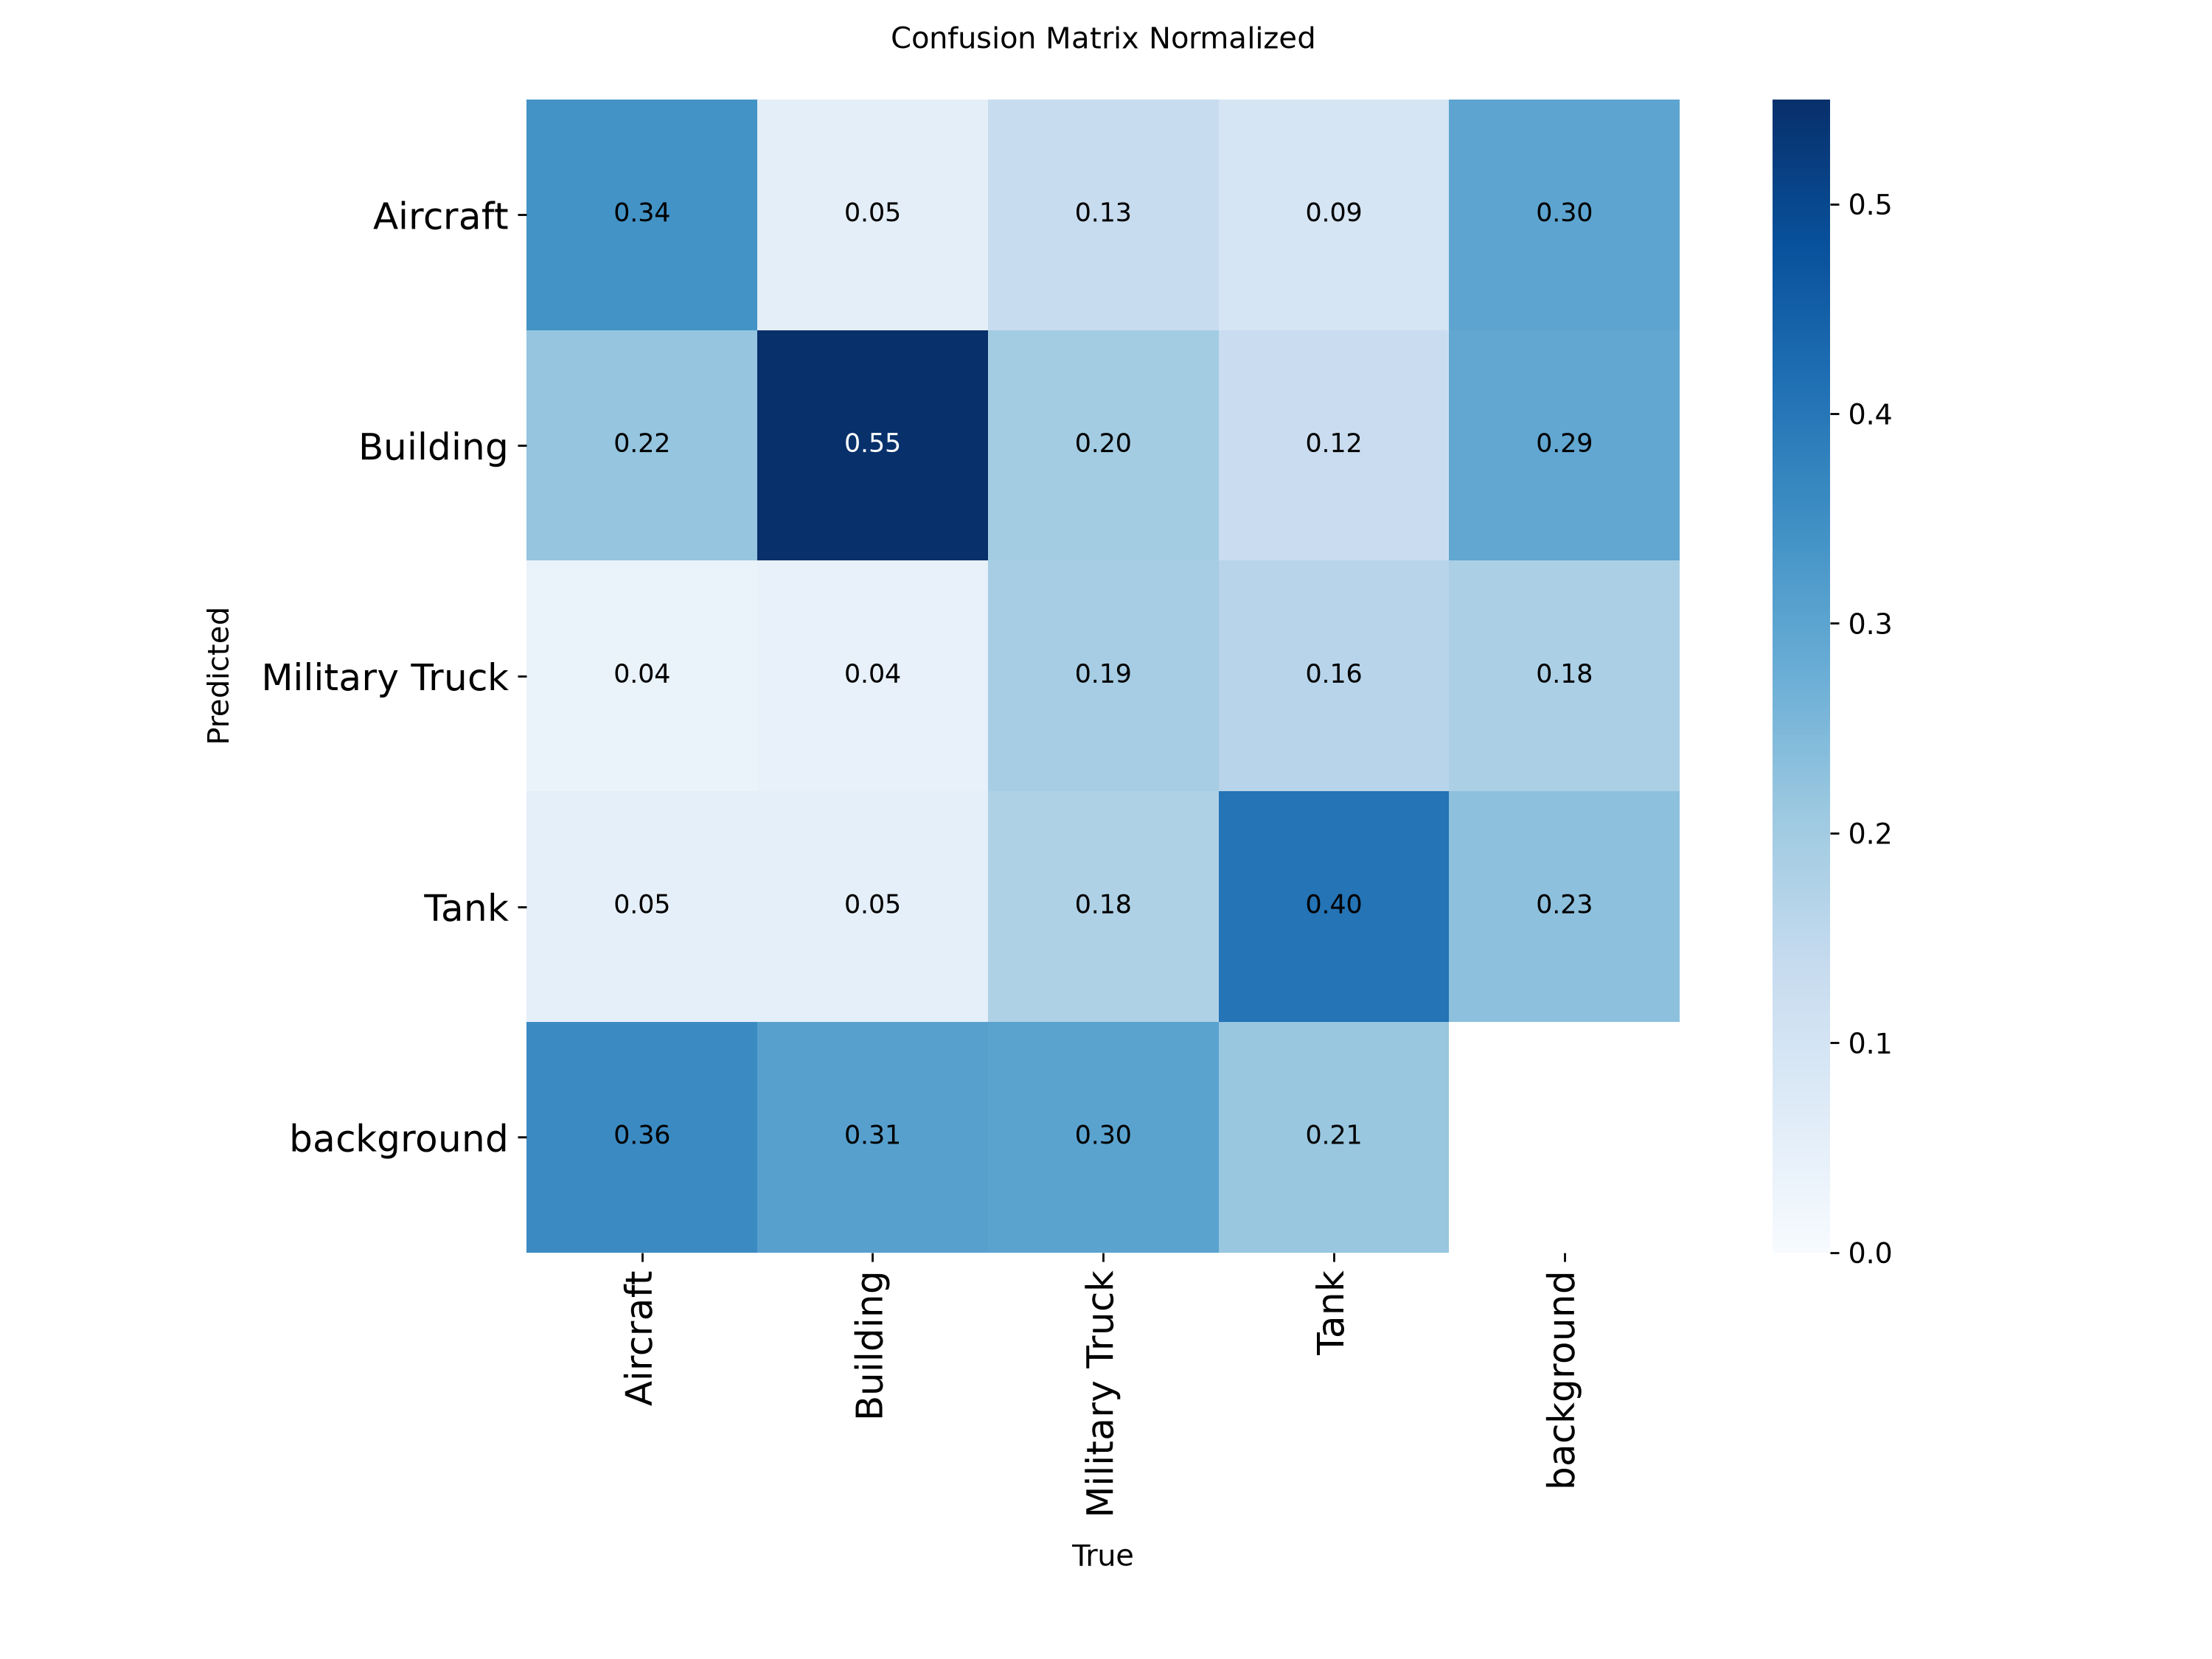 Confusion Matrix Normalized
Aircraft 0.34 0.05 0.13 0.09 0.30
Building 0.22 0.55 0.20 0.12 0.29
Military Truck 0.04 0.04 0.19 0.16 0.18
Tank 0.05 0.05 0.18 0.40 0.23
background 0.36 0.31 0.30 0.21
Predicted
Aircraft
Building
Military Truck
Tank
background
True
0.5
0.4
0.3
0.2
0.1
0.0